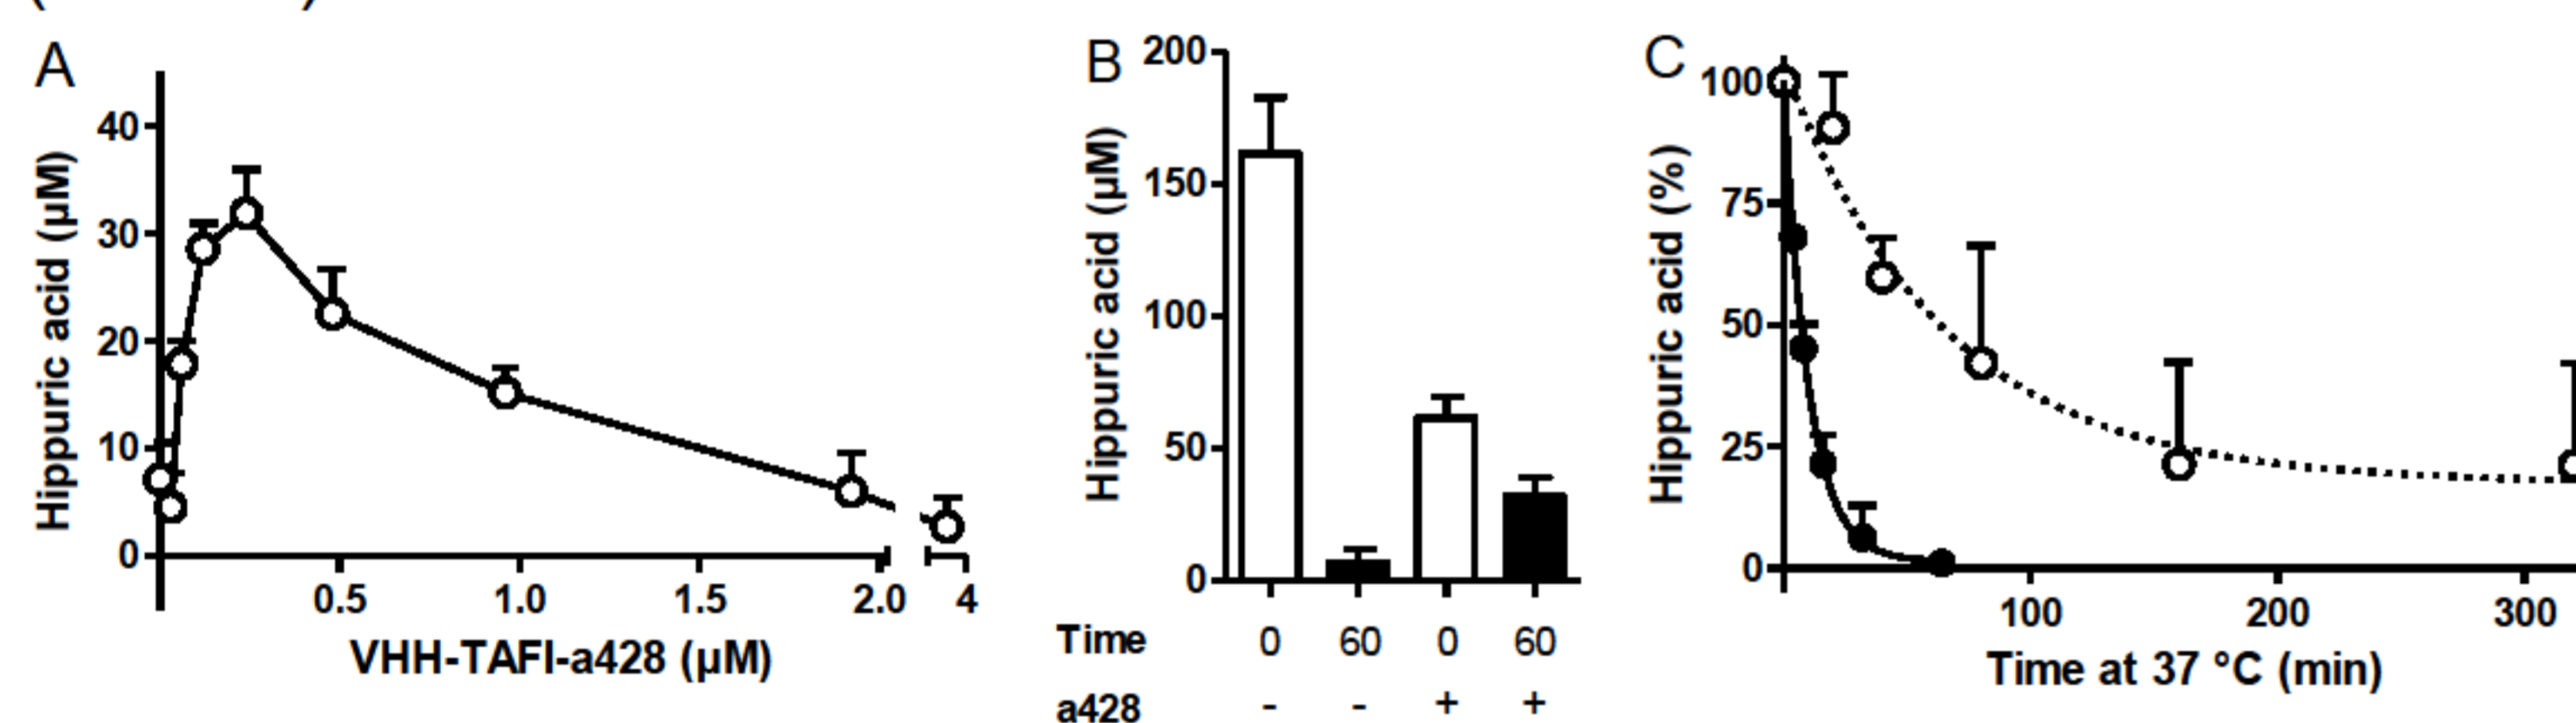 A
Hippuric acid (µM)
40
30
20
10
0
0.5 1.0 1.5 2.0 4
VHH-TAFI-a428 (µM)
B
Hippuric acid (µM)
200
150
100
50
0
Time 0 60 0 60
a428 - - + +
C
Hippuric acid (%)
100
75
50
25
0
100 200 300
Time at 37 °C (min)